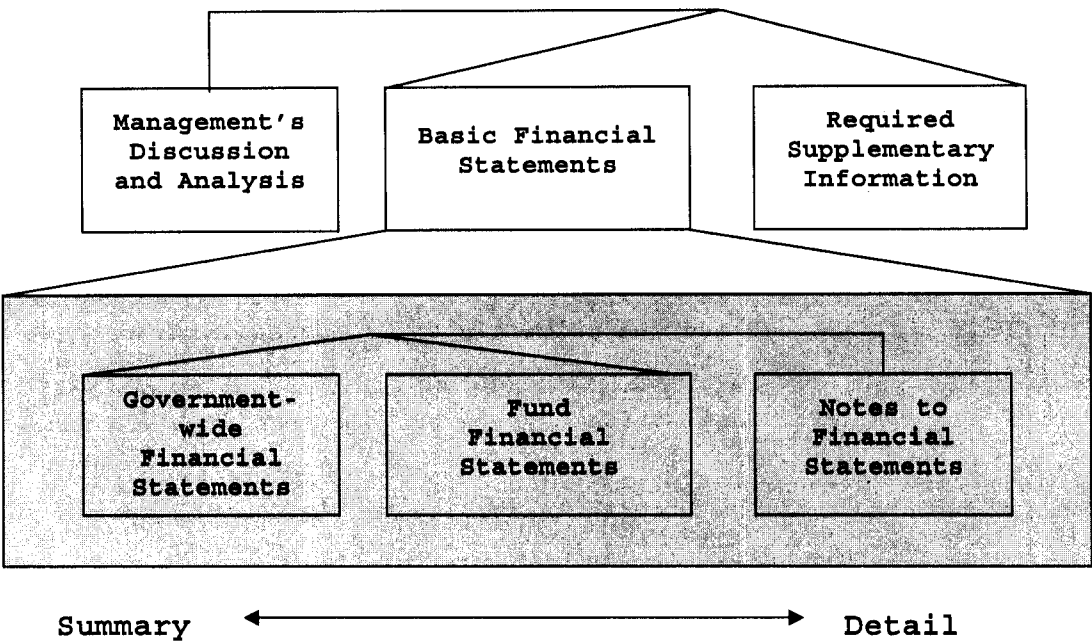 Management's
Discussion
and Analysis
Basic Financial
Statements
Required
Supplementary
Information
Government-
wide
Financial
Statements
Fund
Financial
Statements
Notes to
Financial
Statements
Summary
Detail